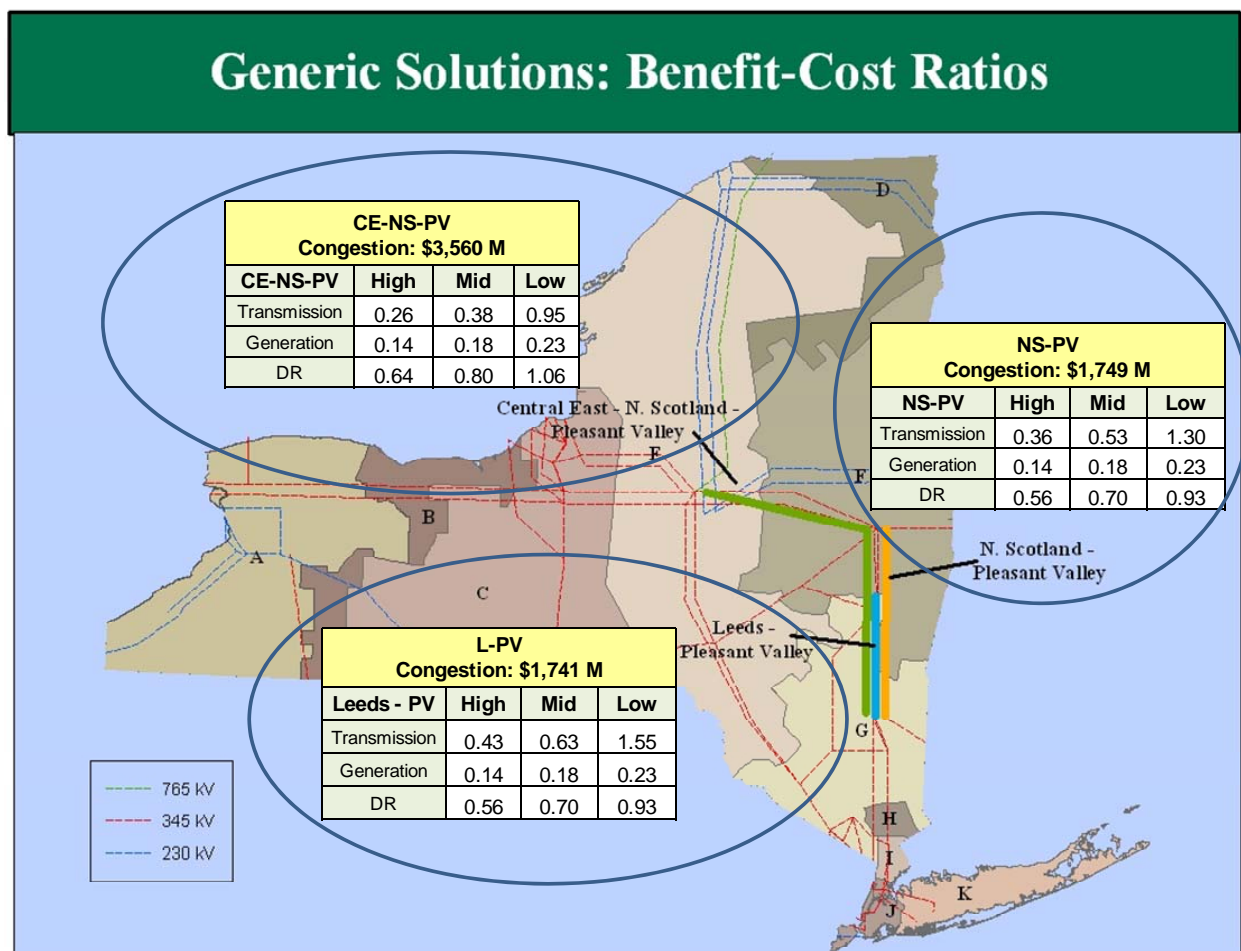 Generic Solutions: Benefit-Cost Ratios
CE-NS-PV
Congestion: $3,560 M
CE-NS-PV High Mid Low
Transmission 0.26 0.38 0.95
Generation 0.14 0.18 0.23
DR 0.64 0.80 1.06
D
NS-PV
Congestion: $1,749 M
NS-PV High Mid Low
Transmission 0.36 0.53 1.30
Generation 0.14 0.18 0.23
DR 0.56 0.70 0.93
Central East - N. Scotland -
Pleasant Valley
F
B
A
C
N. Scotland -
Pleasant Valley
Leeds -
Pleasant Valley
L-PV
Congestion: $1,741 M
Leeds - PV High Mid Low
Transmission 0.43 0.63 1.55
Generation 0.14 0.18 0.23
DR 0.56 0.70 0.93
G
765 kV
345 kV
230 kV
H
I
K
J